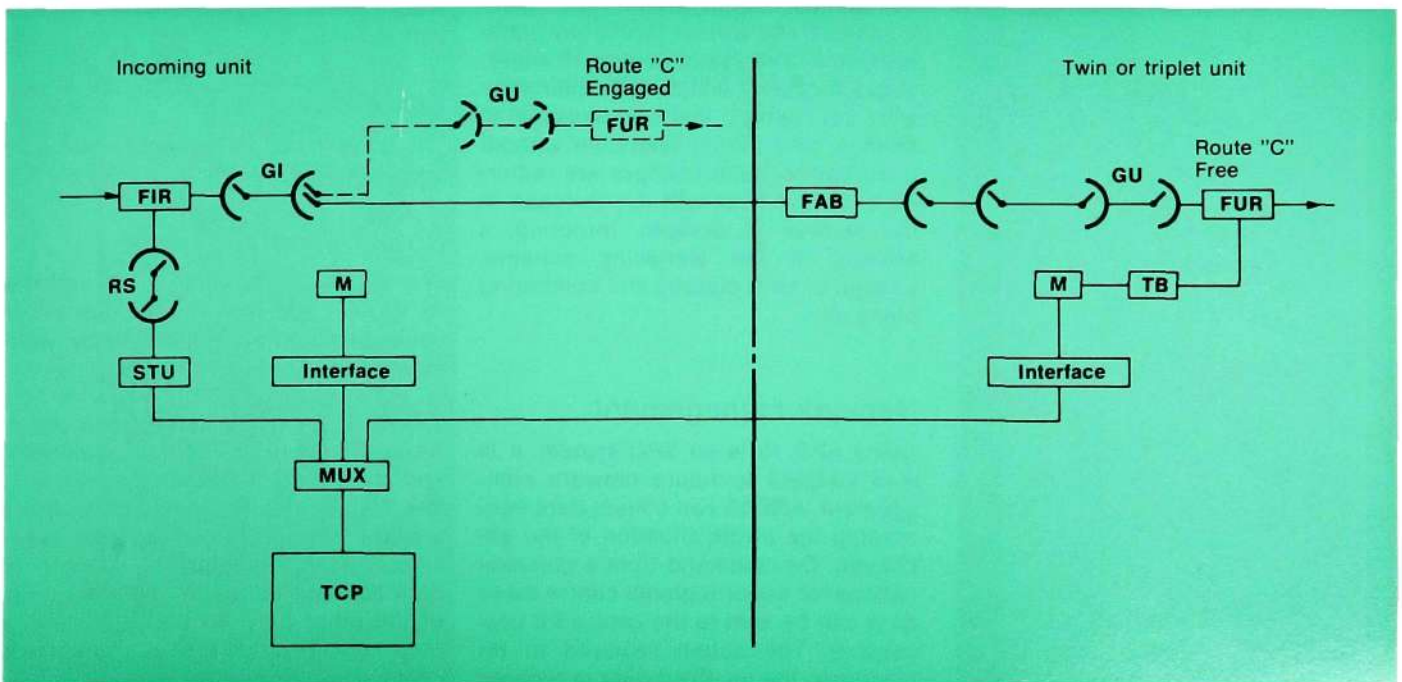 Incoming unit
Route "C"
Engaged
GU
FUR
Twin or triplet unit
Route "C"
Free
GI
GU
FIR
FAB
FUR
RS
M
M
TB
STU
Interface
Interface
MUX
TCP